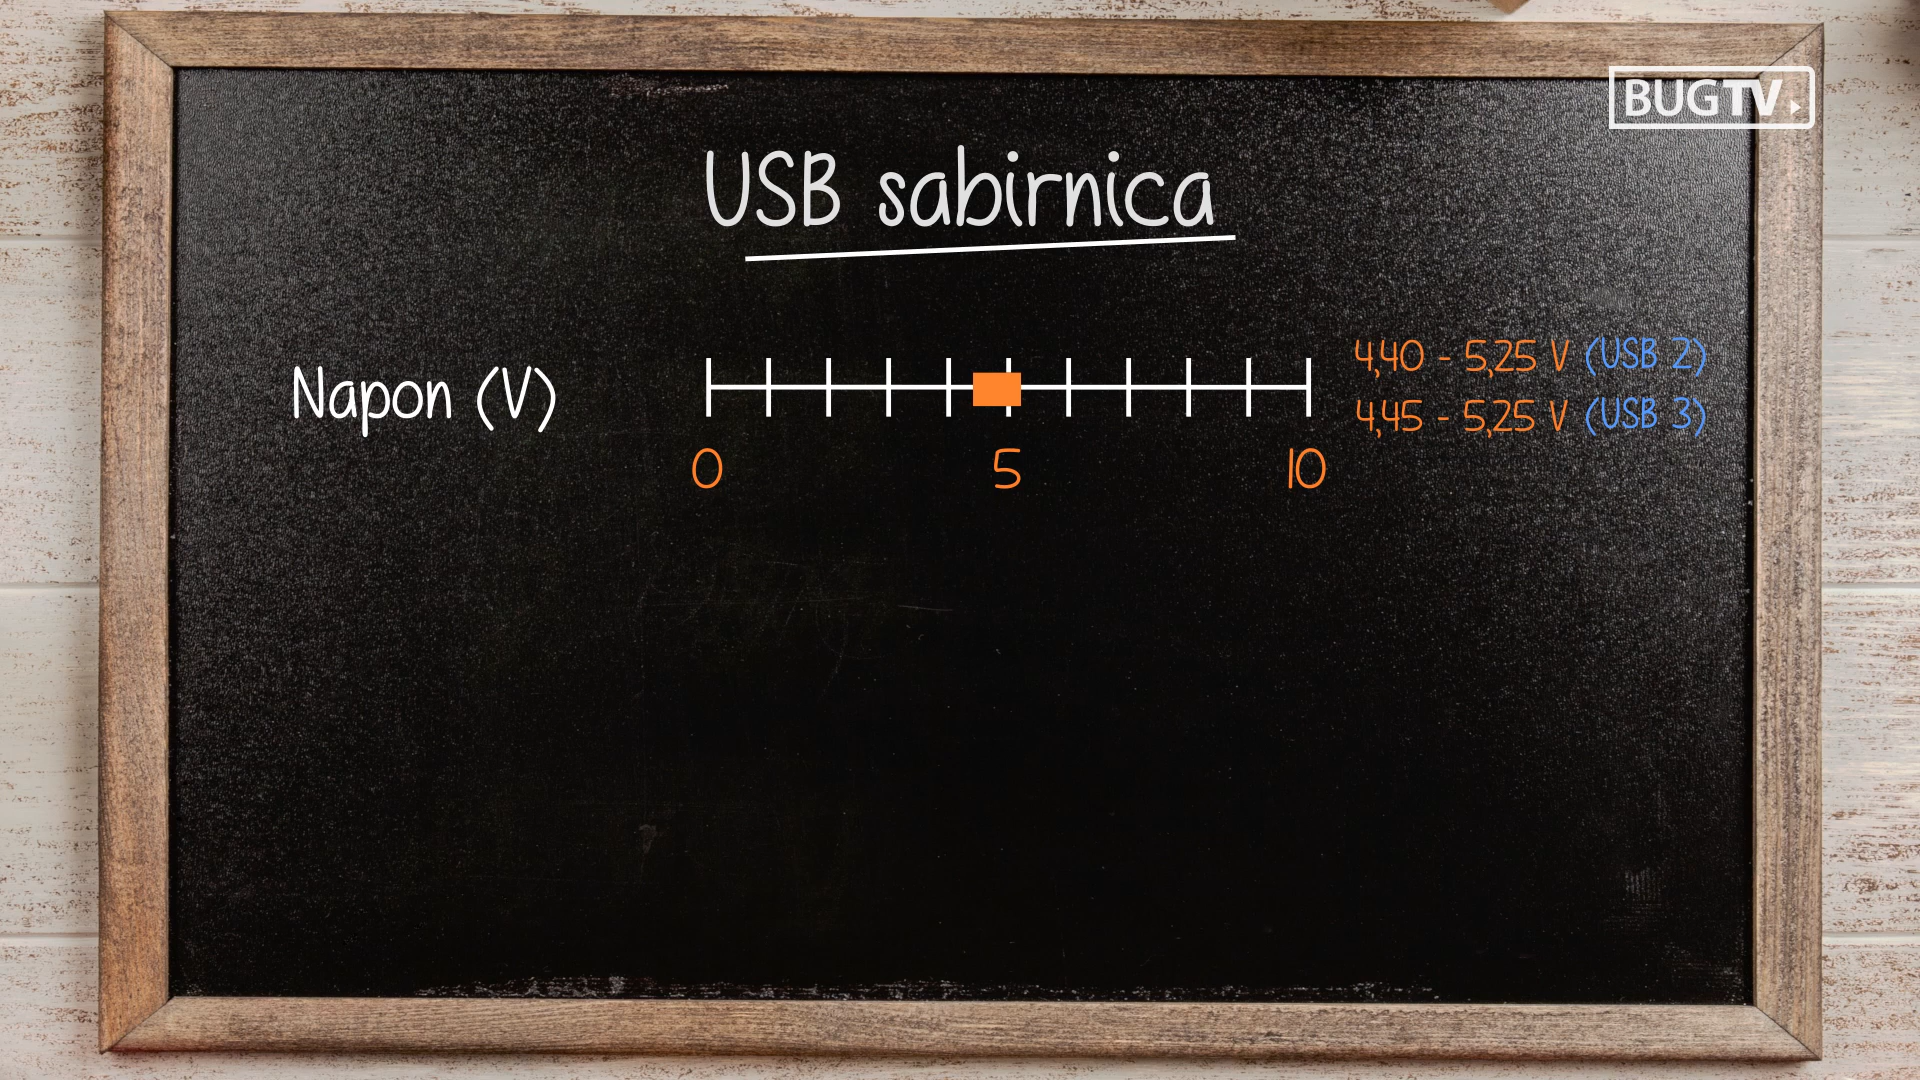 BUGTV
USB sabirnica
Napon (V)
0 5 10
4,40 - 5,25 V (USB 2)
4,45 - 5,25 V (USB 3)